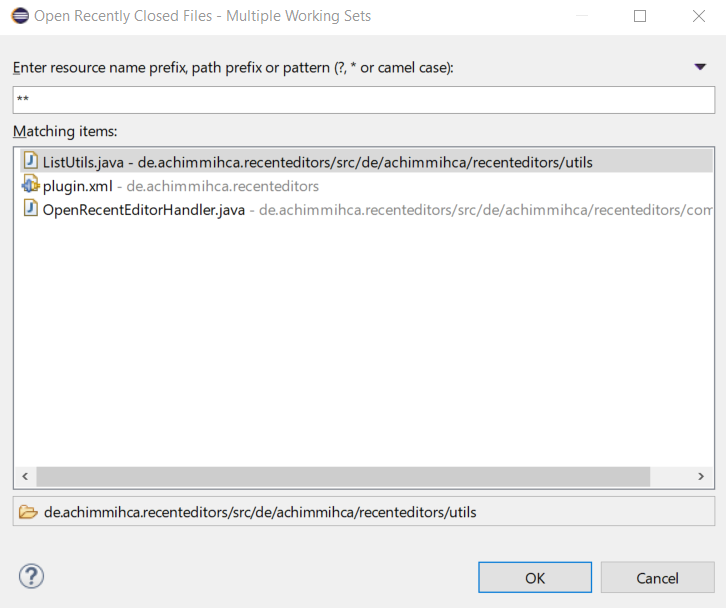 Open Recently Closed Files - Multiple Working Sets
Enter resource name prefix, path prefix or pattern (?, * or camel case):
**
Matching items:
ListUtils.java - de.achimmihca.recenteditors/src/de/achimmihca/recenteditors/utils
plugin.xml - de.achimmihca.recenteditors
OpenRecentEditorHandler.java - de.achimmihca.recenteditors/src/de/achimmihca/recenteditors/com
de.achimmihca.recenteditors/src/de/achimmihca/recenteditors/utils
OK Cancel